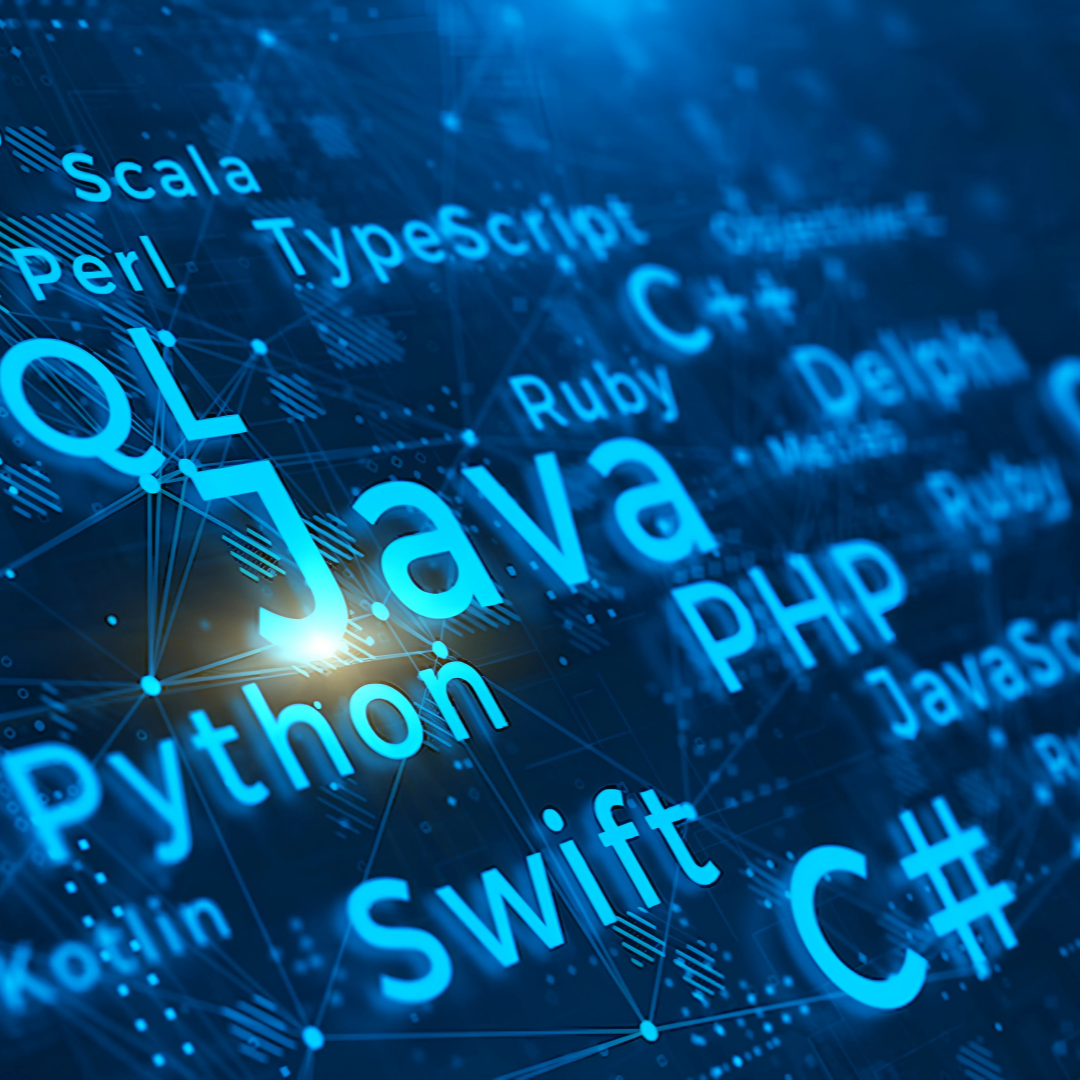 Scala
TypeScript
Perl
C++
QL
Ruby
Delphi
Java
Ruby
PHP
JavaSc
Python
Swift
C#
Kotlin